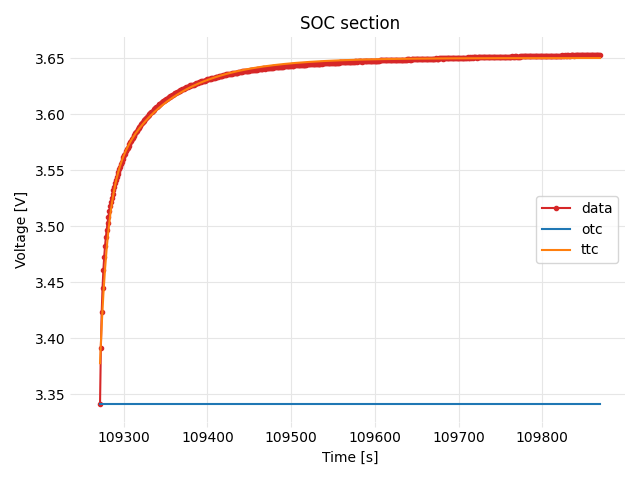 SOC section
Voltage [V]
3.65
3.60
3.55
3.50
3.45
3.40
3.35
data
otc
ttc
109300 109400 109500 109600 109700 109800
Time [s]